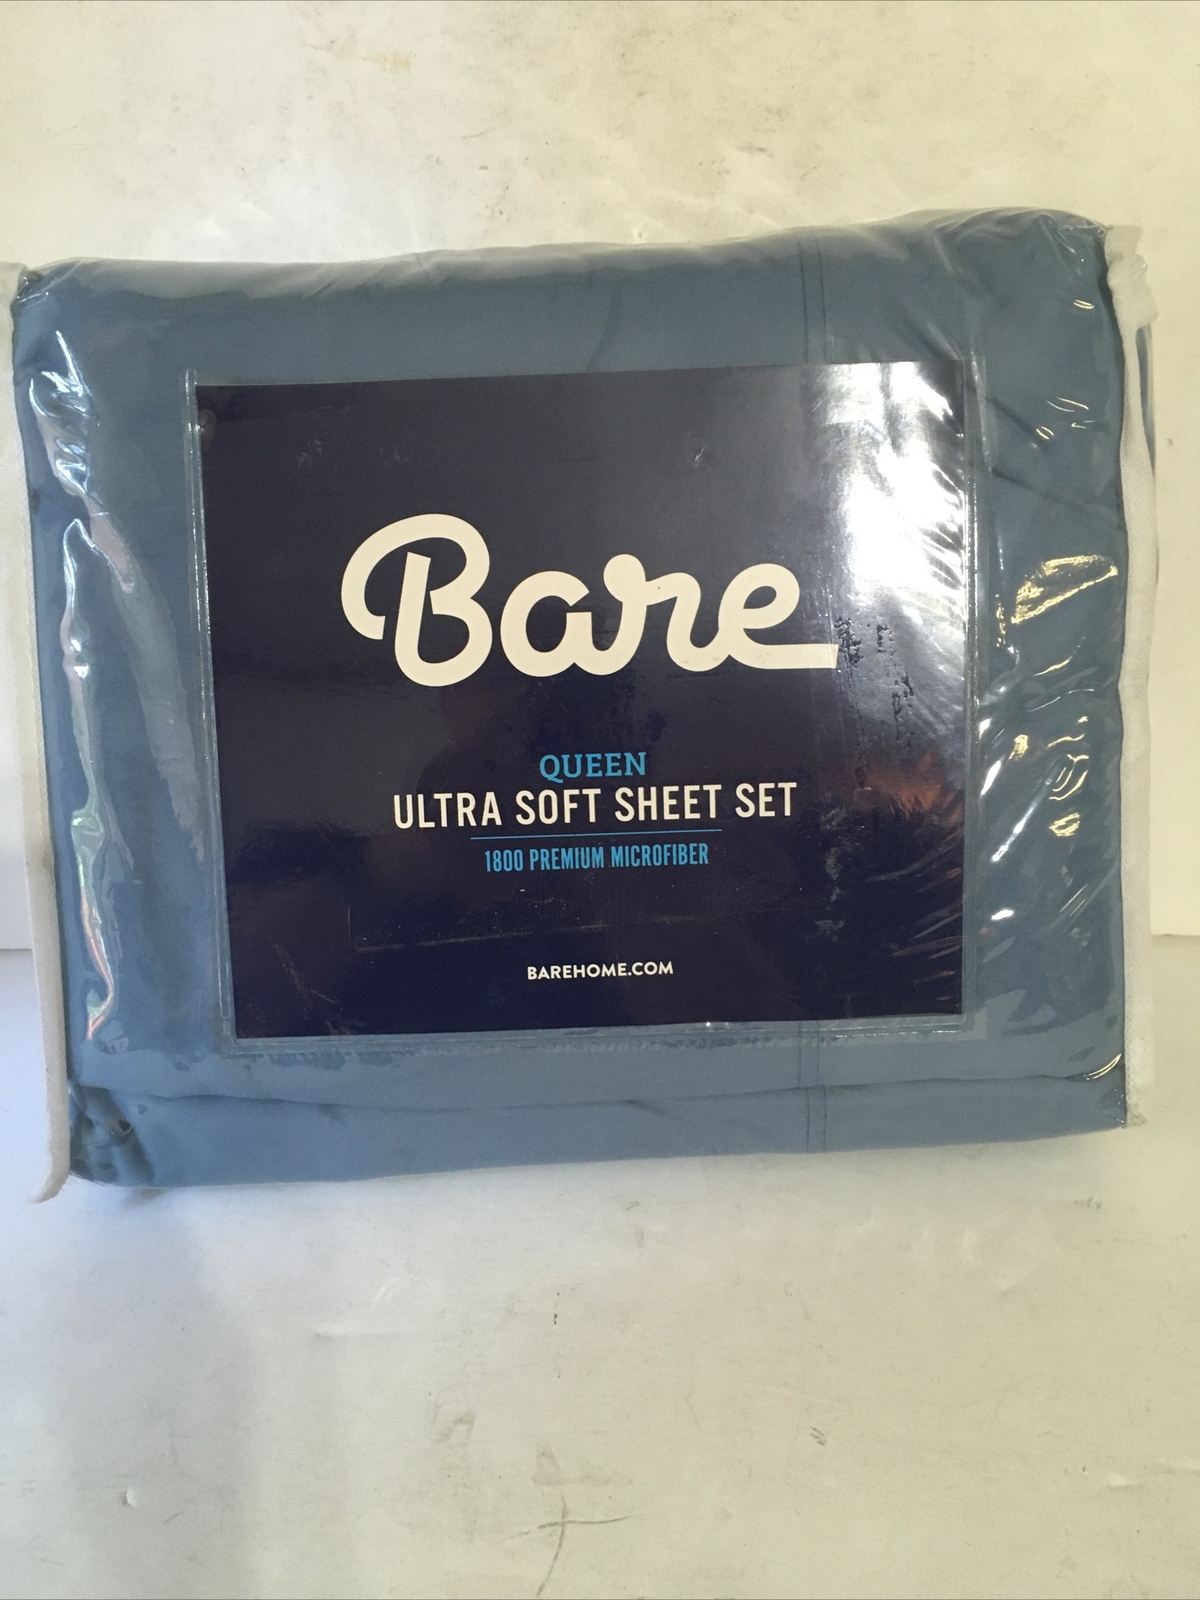 Bare
QUEEN
ULTRA SOFT SHEET SET
1800 PREMIUM MICROFIBER
BAREHOME.COM